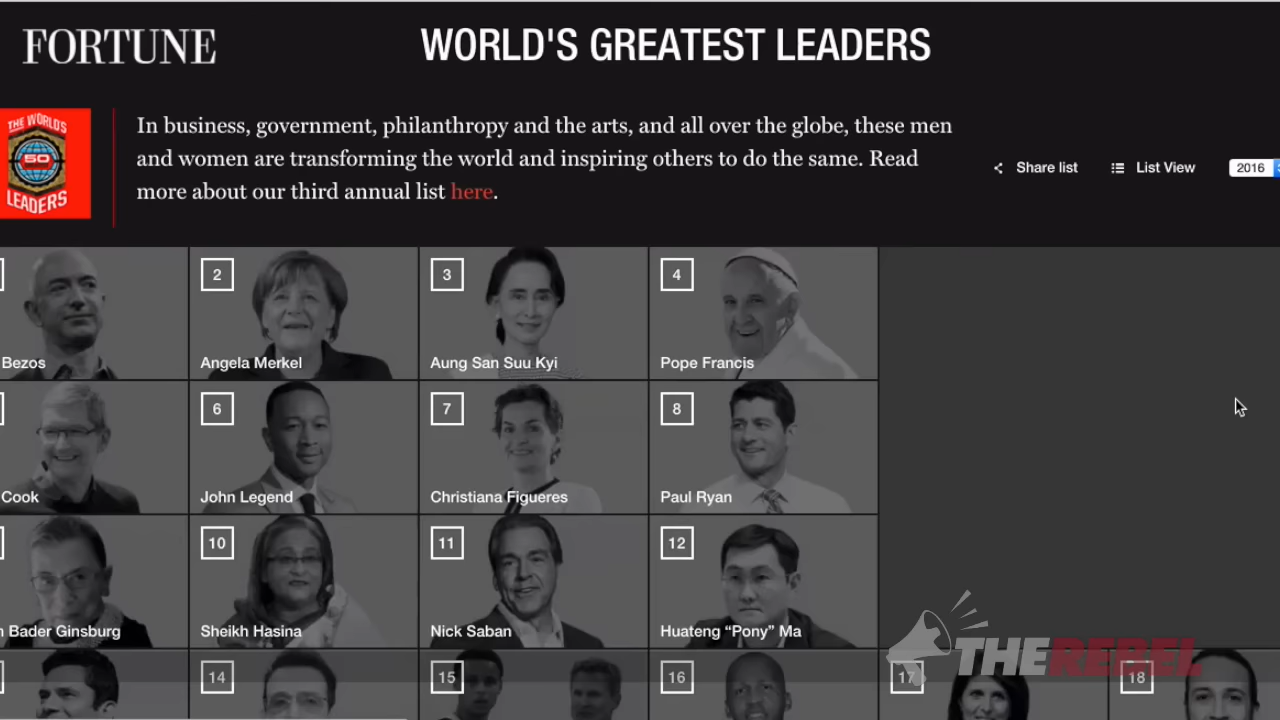 FORTUNE
WORLD'S GREATEST LEADERS
THE WORLD'S
50
LEADERS
In business, government, philanthropy and the arts, and all over the globe, these men
and women are transforming the world and inspiring others to do the same. Read
more about our third annual list here.
Share list
List View
2016
2
3
4
Bezos
Angela Merkel
Aung San Suu Kyi
Pope Francis
6
7
8
Cook
John Legend
Christiana Figueres
Paul Ryan
10
11
12
Bader Ginsburg
Sheikh Hasina
Nick Saban
Huateng “Pony” Ma
THE REBEL
14
15
16
17
18